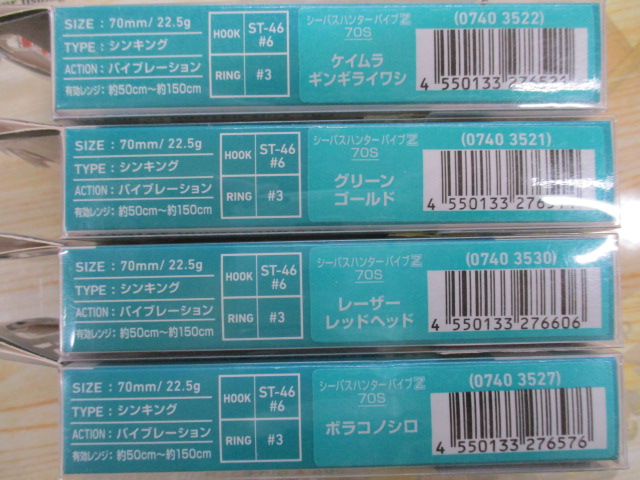 SIZE : 70mm/ 22.5g
TYPE : シンキング
ACTION : バイブレーション
有効レンジ : 約50cm〜約150cm
HOOK ST-46 #6
RING #3
シーバスハンターバイブZ
70S
ケイムラ
ギンギライワシ
(0740 3522)
4 550133 276521
SIZE : 70mm/ 22.5g
TYPE : シンキング
ACTION : バイブレーション
有効レンジ : 約50cm〜約150cm
HOOK ST-46 #6
RING #3
シーバスハンターバイブZ
70S
グリーン
ゴールド
(0740 3521)
4 550133
SIZE : 70mm/ 22.5g
TYPE : シンキング
ACTION : バイブレーション
有効レンジ : 約50cm〜約150cm
HOOK ST-46 #6
RING #3
シーバスハンターバイブZ
70S
レーザー
レッドヘッド
(0740 3530)
4 550133 276606
SIZE : 70mm/ 22.5g
TYPE : シンキング
ACTION : バイブレーション
有効レンジ : 約50cm〜約150cm
HOOK ST-46 #6
RING #3
シーバスハンターバイブZ
70S
ボラコノシロ
(0740 3527)
4 550133 276576